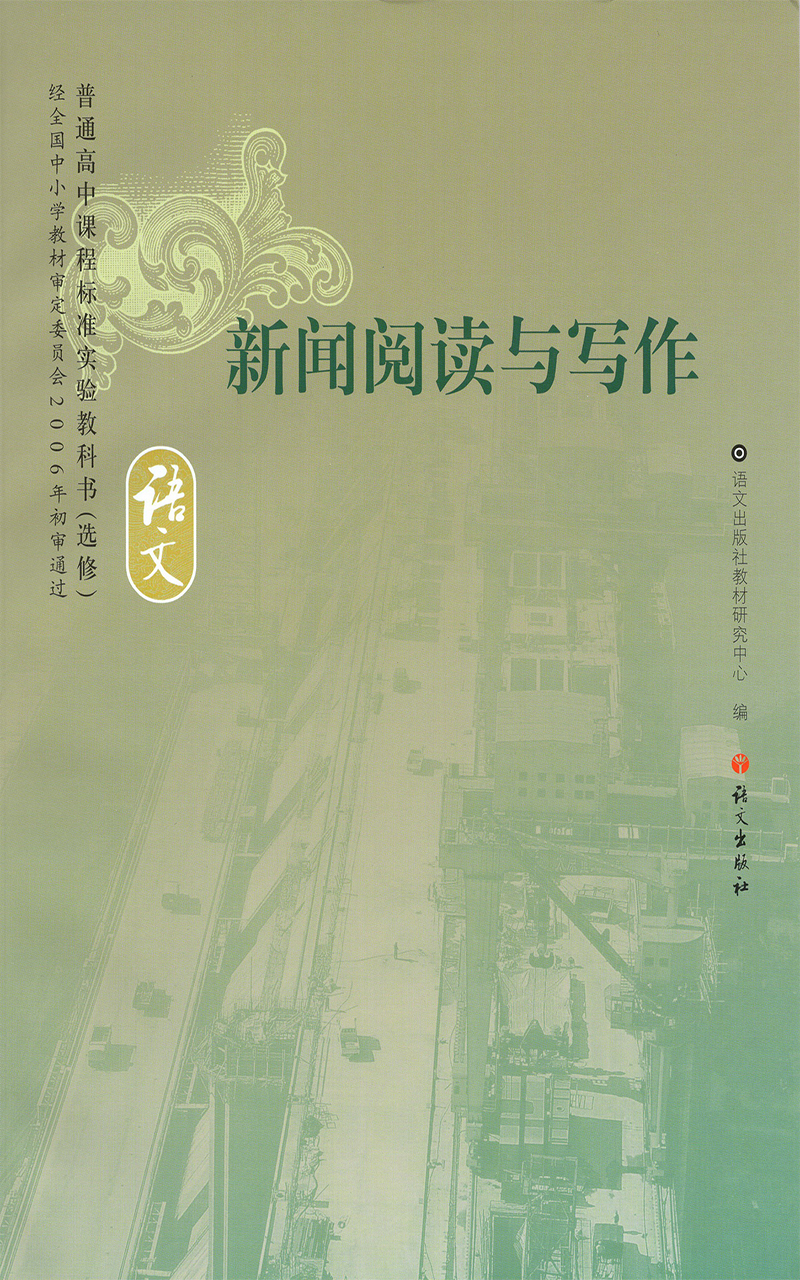 普通高中课程标准实验教科书(选修)
经全国中小学教材审定委员会2006年初审通过
新闻阅读与写作
语文
语文出版社教材研究中心 编
语文出版社